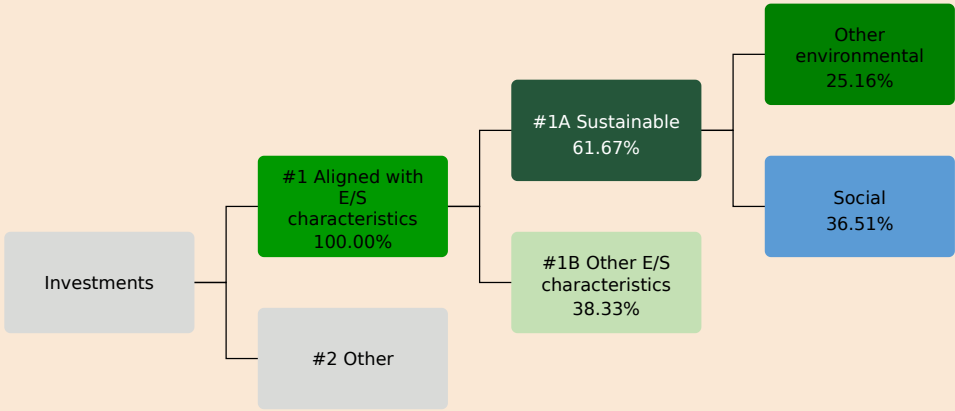 Investments
#1 Aligned with
E/S
characteristics
100.00%
#2 Other
#1A Sustainable
61.67%
#1B Other E/S
characteristics
38.33%
Other
environmental
25.16%
Social
36.51%